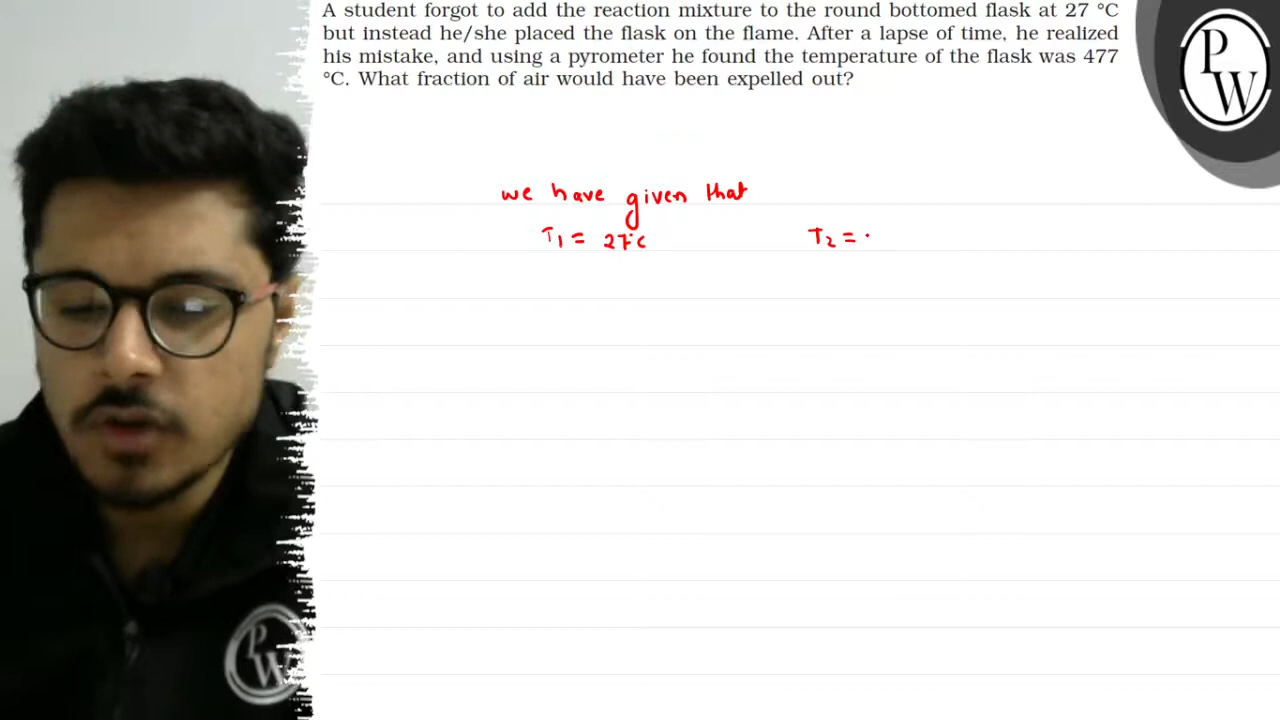 A student forgot to add the reaction mixture to the round bottomed flask at 27 °C
but instead he/she placed the flask on the flame. After a lapse of time, he realized
his mistake, and using a pyrometer he found the temperature of the flask was 477
°C. What fraction of air would have been expelled out?
PW
we have given that
T1 = 27°C T2 = .
PW